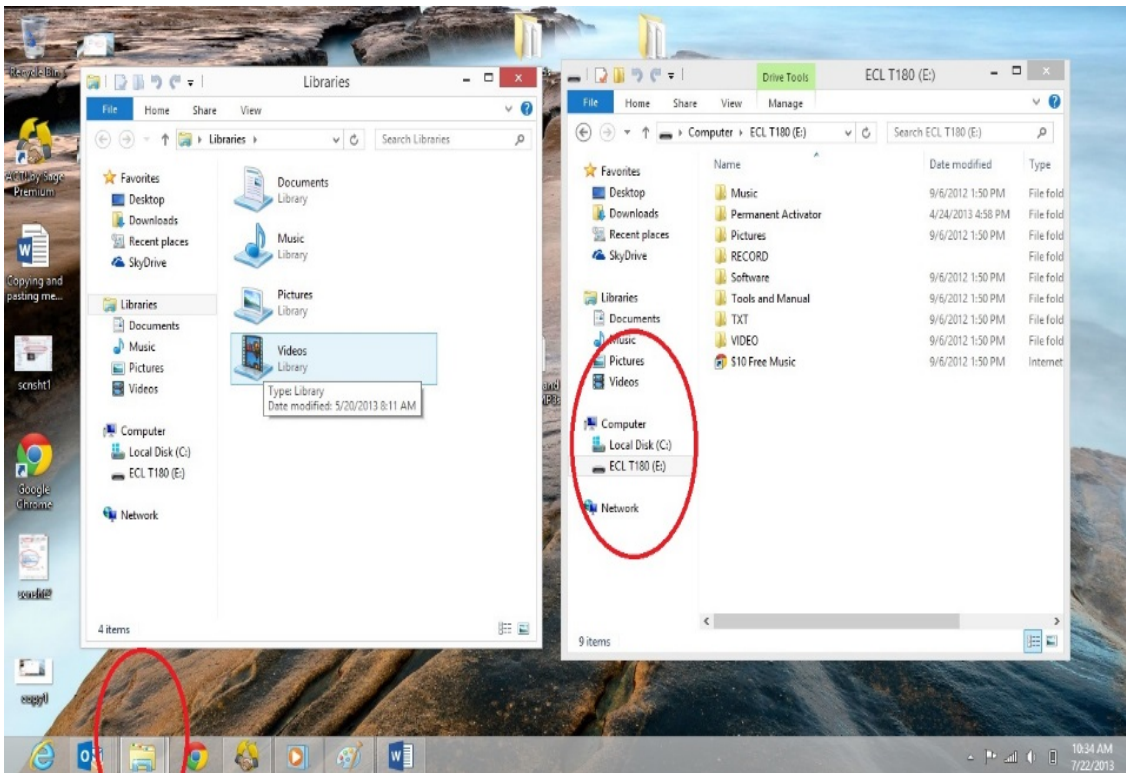 Recycle Bin
ACT! by Sage
Premium
Copying and
pasting me...
scnsht1
Google
Chrome
scnsht2
copy1
Libraries
File Home Share View
Libraries
Search Libraries
Favorites
Desktop
Downloads
Recent places
SkyDrive
Libraries
Documents
Music
Pictures
Videos
Computer
Local Disk (C:)
ECL T180 (E:)
Network
Documents
Library
Music
Library
Pictures
Library
Videos
Library
Type: Library
Date modified: 5/20/2013 8:11 AM
4 items
and
MP3s
Drive Tools ECL T180 (E:)
File Home Share View Manage
Computer ECL T180 (E:) Search ECL T180 (E:)
Favorites
Desktop
Downloads
Recent places
SkyDrive
Libraries
Documents
Music
Pictures
Videos
Computer
Local Disk (C:)
ECL T180 (E:)
Network
Name Date modified Type
Music 9/6/2012 1:50 PM File fold
Permanent Activator 4/24/2013 4:58 PM File fold
Pictures 9/6/2012 1:50 PM File fold
RECORD File fold
Software 9/6/2012 1:50 PM File fold
Tools and Manual 9/6/2012 1:50 PM File fold
TXT 9/6/2012 1:50 PM File fold
VIDEO 9/6/2012 1:50 PM File fold
$10 Free Music 9/6/2012 1:50 PM Internet
9 items
10:34 AM
7/22/2013